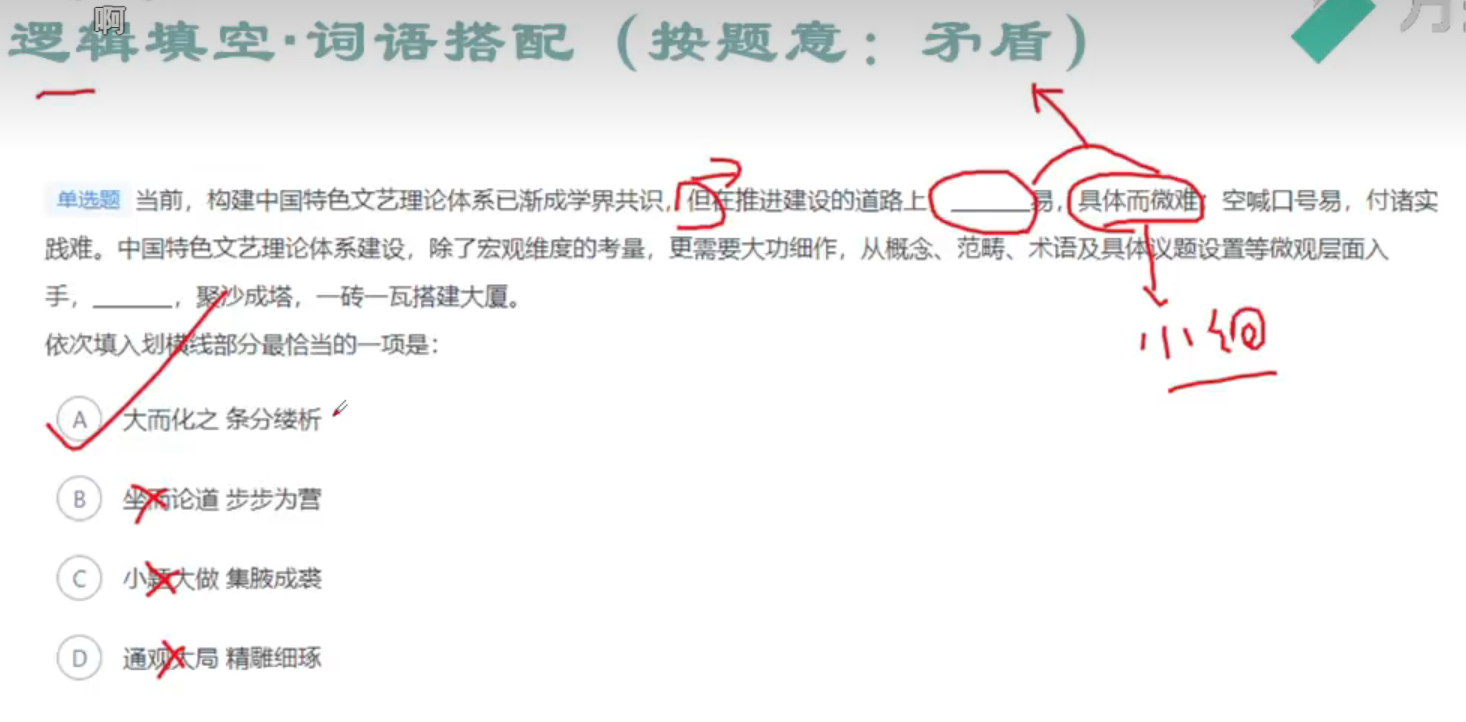 啊
逻辑填空·词语搭配（按题意：矛盾）
单选题 当前，构建中国特色文艺理论体系已渐成学界共识，但在推进建设的道路上，______易，具体而微难；空喊口号易，付诸实
践难。中国特色文艺理论体系建设，除了宏观维度的考量，更需要大功细作，从概念、范畴、术语及具体议题设置等微观层面入
手，______，聚沙成塔，一砖一瓦搭建大厦。
小细
依次填入划横线部分最恰当的一项是：
A 大而化之 条分缕析
B 坐而论道 步步为营
C 小题大做 集腋成裘
D 通观大局 精雕细琢